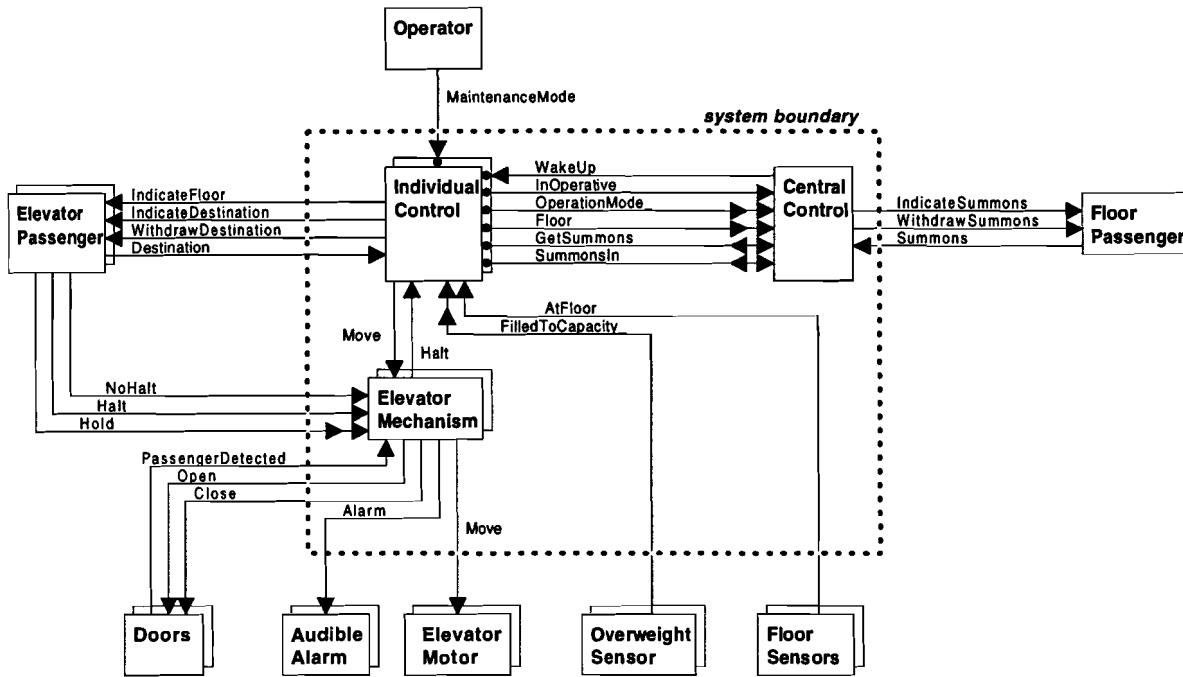 Operator
MaintenanceMode
system boundary
WakeUp
InOperative
OperationMode
Floor
GetSummons
SummonsIn
Individual
Control
Central
Control
IndicateFloor
IndicateDestination
WithdrawDestination
Destination
Elevator
Passenger
IndicateSummons
WithdrawSummons
Summons
Floor
Passenger
AtFloor
FilledToCapacity
Move
Halt
NoHalt
Halt
Hold
Elevator
Mechanism
PassengerDetected
Open
Close
Alarm
Move
Doors
Audible
Alarm
Elevator
Motor
Overweight
Sensor
Floor
Sensors